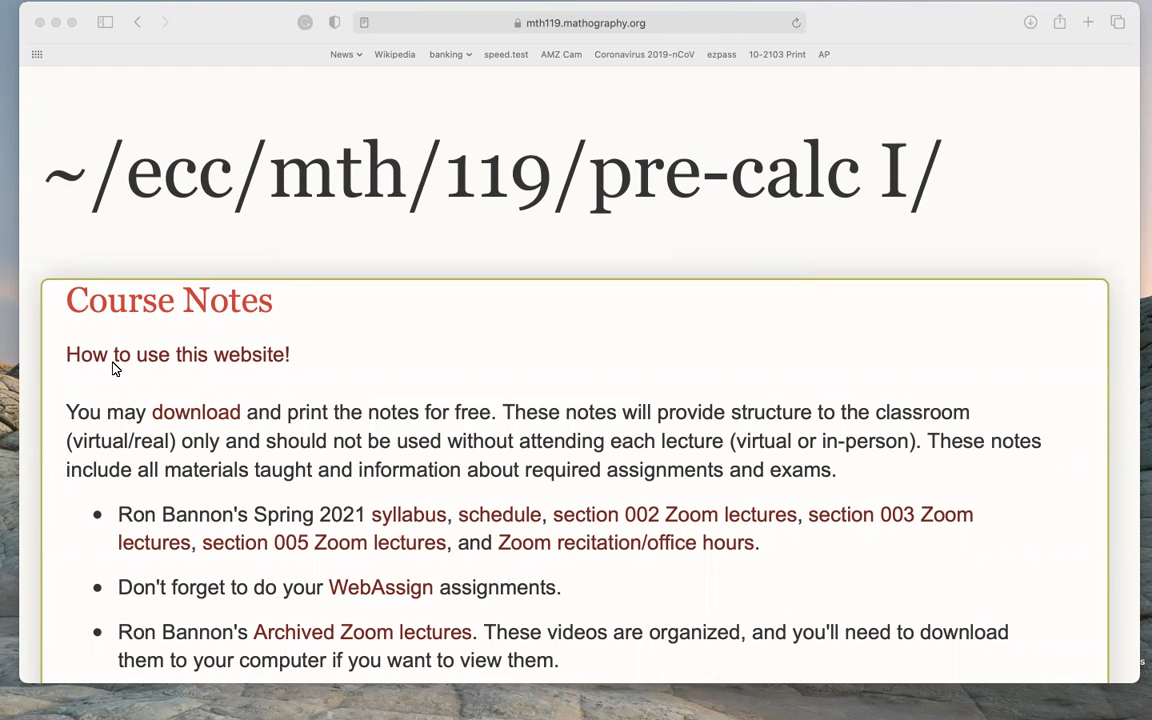 mth119.mathography.org
News Wikipedia banking speed.test AMZ Cam Coronavirus 2019-nCoV ezpass 10-2103 Print AP
~/ecc/mth/119/pre-calc I/
Course Notes
How to use this website!
You may download and print the notes for free. These notes will provide structure to the classroom
(virtual/real) only and should not be used without attending each lecture (virtual or in-person). These notes
include all materials taught and information about required assignments and exams.
• Ron Bannon's Spring 2021 syllabus, schedule, section 002 Zoom lectures, section 003 Zoom
lectures, section 005 Zoom lectures, and Zoom recitation/office hours.
• Don't forget to do your WebAssign assignments.
• Ron Bannon's Archived Zoom lectures. These videos are organized, and you'll need to download
them to your computer if you want to view them.